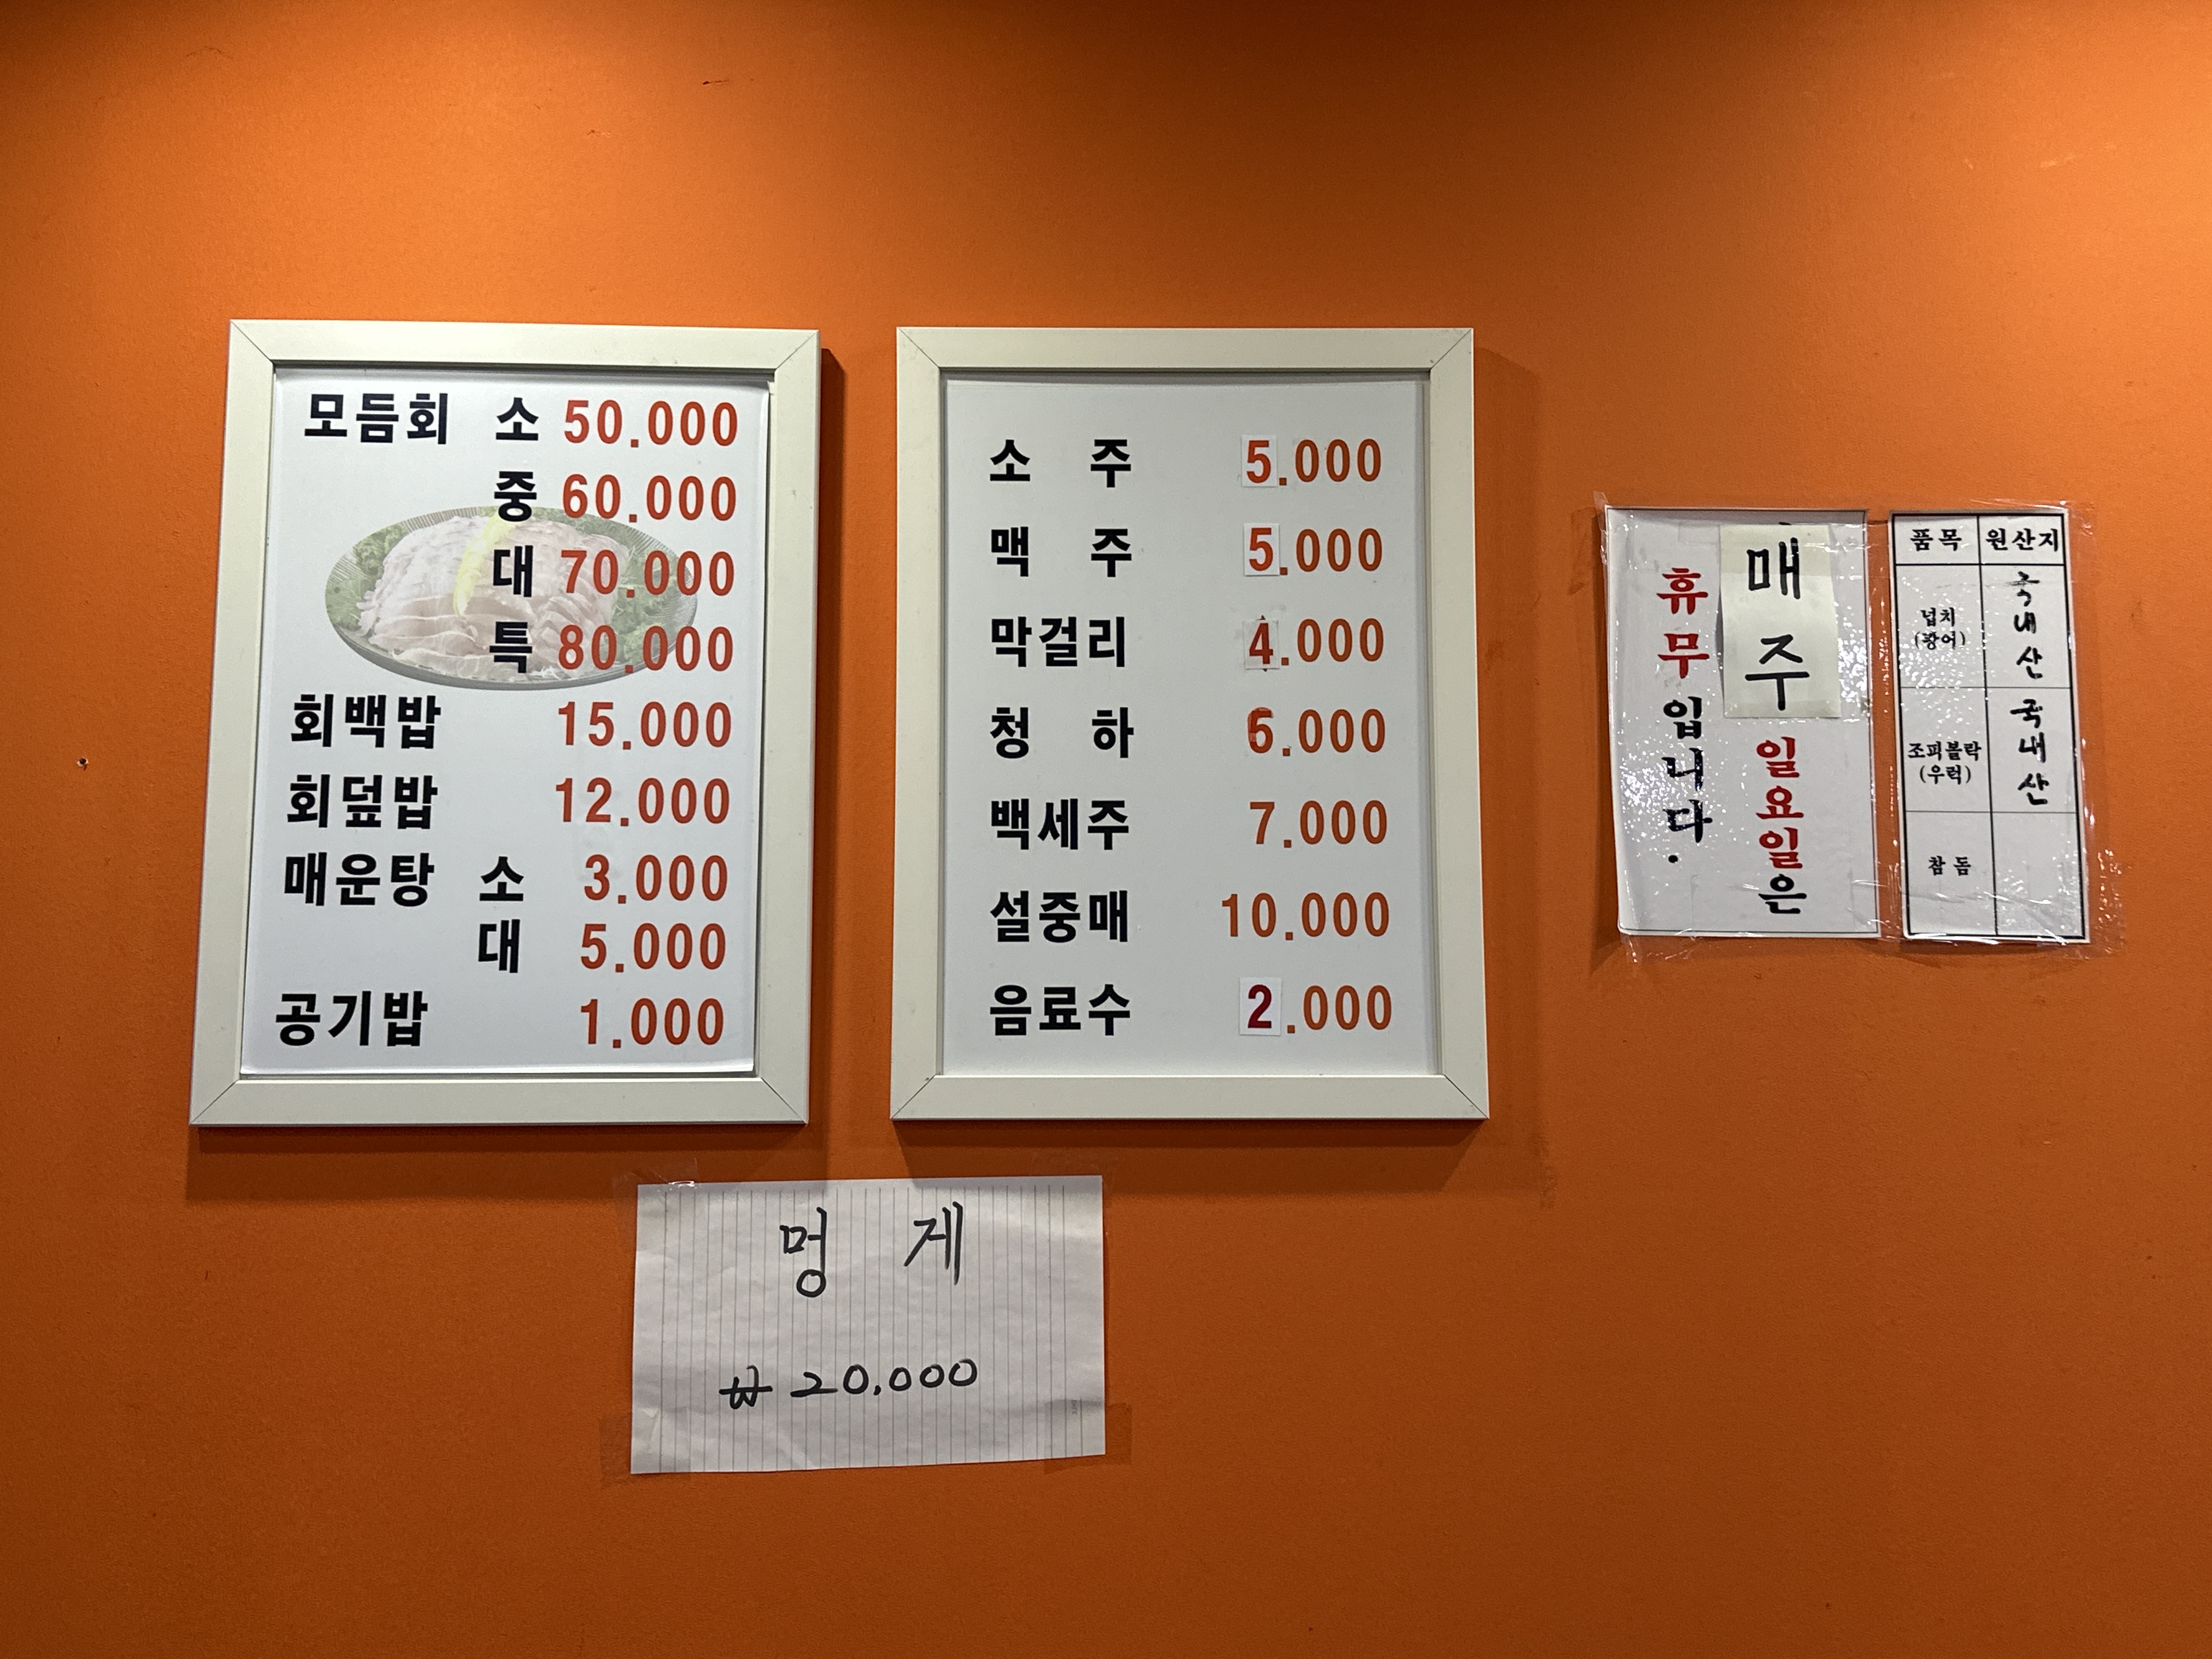 모듬회 소 50.000
중 60.000
대 70.000
특 80.000
회백밥 15.000
회덮밥 12.000
매운탕 소 3.000
대 5.000
공기밥 1.000
소 주 5.000
맥 주 5.000
막걸리 4.000
청 하 6.000
백세주 7.000
설중매 10.000
음료수 2.000
매주 일요일은
휴무입니다.
품목 원산지
넙치 (광어) 국내산
조피볼락 (우럭) 국내산
참돔
멍 게
₩ 20,000